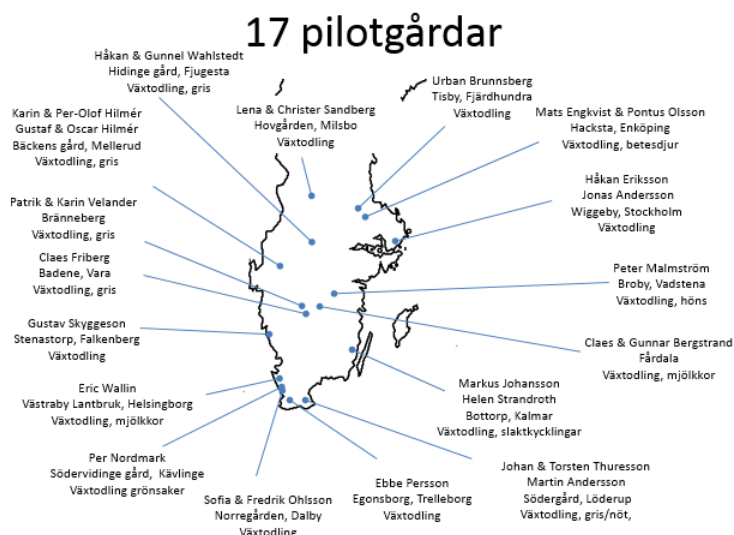 17 pilotgårdar
Håkan & Gunnel Wahlstedt
Hidinge gård, Fjugesta
Växtodling, gris
Karin & Per-Olof Hilmér
Gustaf & Oscar Hilmér
Bäckens gård, Mellerud
Växtodling, gris
Lena & Christer Sandberg
Hovgården, Milsbo
Växtodling
Urban Brunnsberg
Tisby, Fjärdhundra
Växtodling
Mats Engkvist & Pontus Olsson
Hacksta, Enköping
Växtodling, betesdjur
Håkan Eriksson
Jonas Andersson
Wiggeby, Stockholm
Växtodling
Patrik & Karin Velander
Bränneberg
Växtodling, gris
Claes Friberg
Badene, Vara
Växtodling, gris
Peter Malmström
Broby, Vadstena
Växtodling, höns
Gustav Skyggeson
Stenastorp, Falkenberg
Växtodling
Claes & Gunnar Bergstrand
Fårdala
Växtodling, mjölkkor
Eric Wallin
Västraby Lantbruk, Helsingborg
Växtodling, mjölkkor
Markus Johansson
Helen Strandroth
Bottorp, Kalmar
Växtodling, slaktkycklingar
Per Nordmark
Södervidinge gård, Kävlinge
Växtodling grönsaker
Sofia & Fredrik Ohlsson
Norregården, Dalby
Växtodling
Ebbe Persson
Egonsborg, Trelleborg
Växtodling
Johan & Torsten Thuresson
Martin Andersson
Södergård, Löderup
Växtodling, gris/nöt,